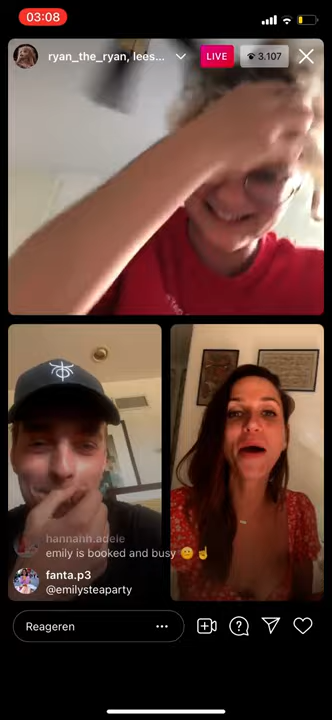 03:08
ryan_the_ryan, lees...
LIVE
3.107
hannahh.adele
emily is booked and busy 🙂 ☝️
fanta.p3
@emilysteaparty
Reageren